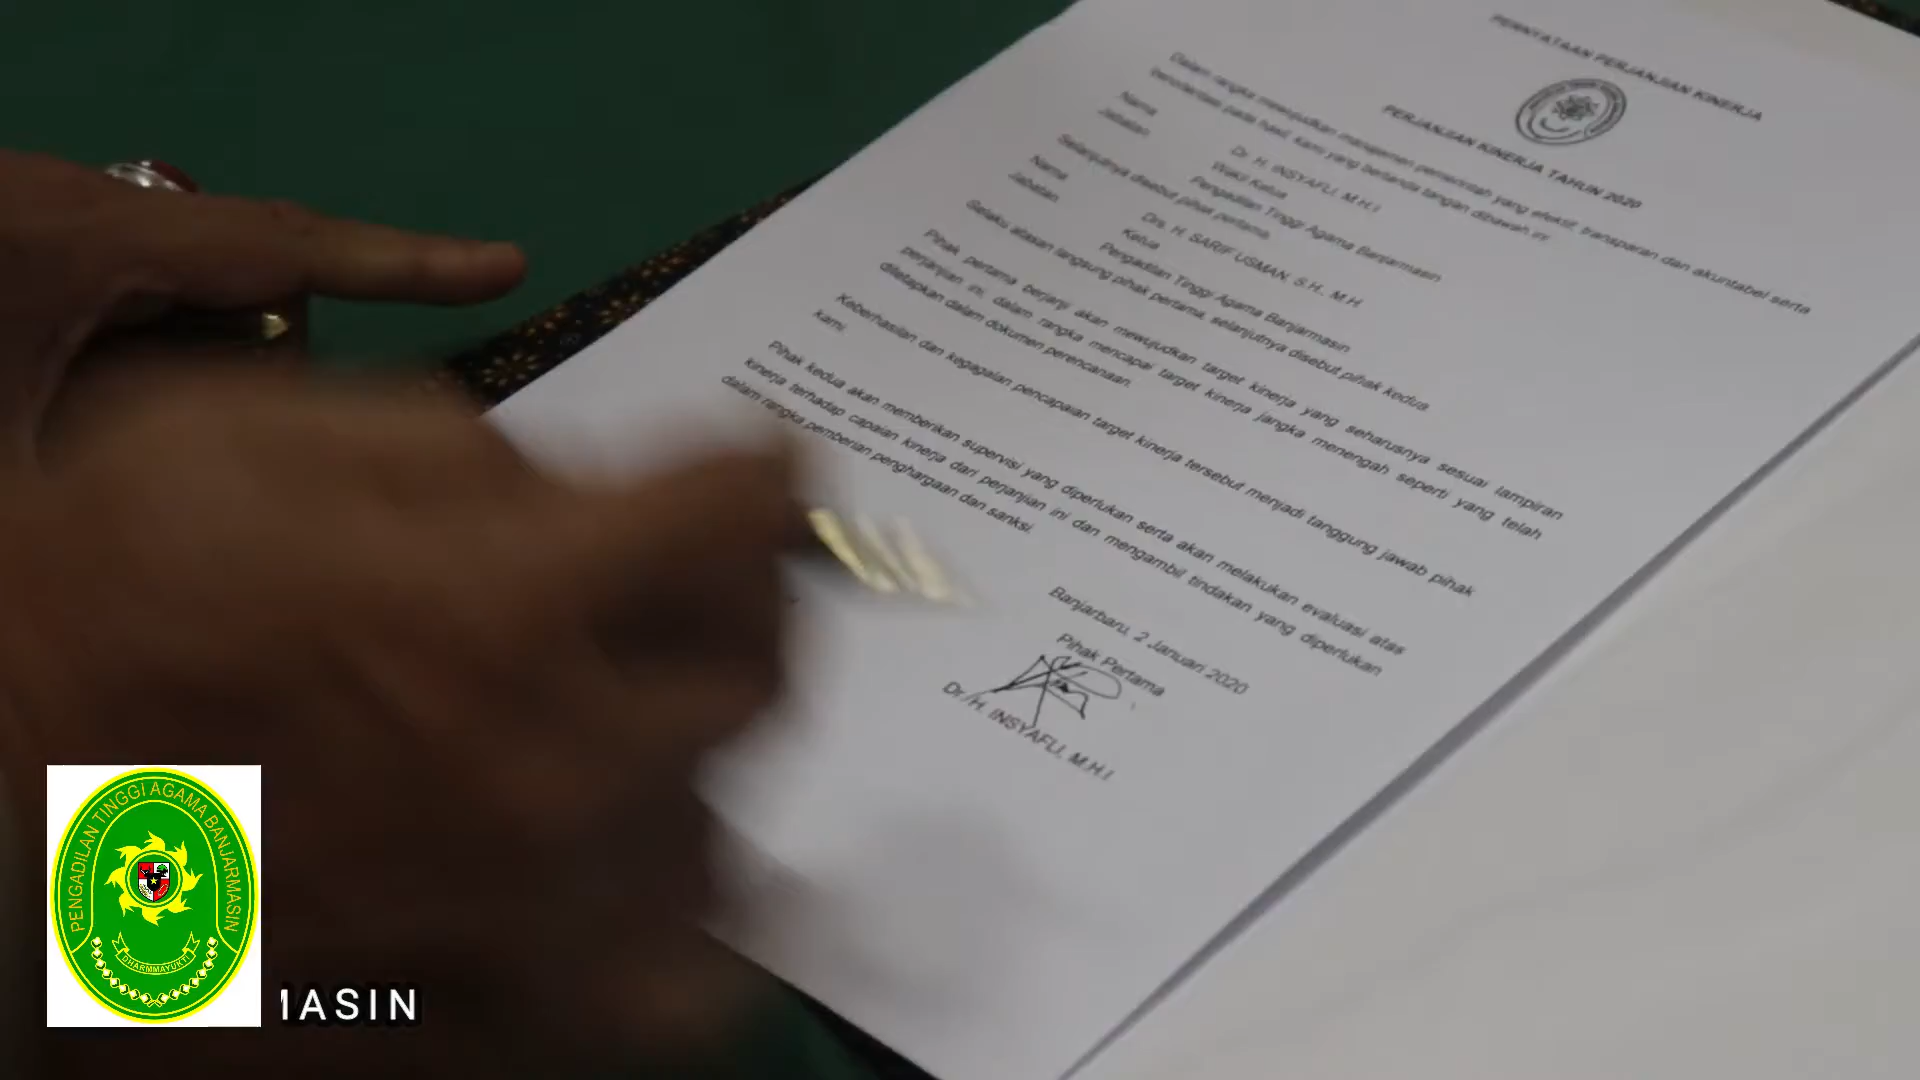 PERNYATAAN PERJANJIAN KINERJA
PERJANJIAN KINERJA TAHUN 2020
Dalam rangka mewujudkan manajemen pemerintah yang efektif, transparan dan akuntabel serta
berorientasi pada hasil, kami yang bertanda tangan dibawah ini:
Nama Dr. H. INSYAFLI, M.H.I
Jabatan Wakil Ketua
Pengadilan Tinggi Agama Banjarmasin
Selanjutnya disebut pihak pertama.
Nama Drs. H. SARIF USMAN, S.H., M.H
Jabatan Ketua
Pengadilan Tinggi Agama Banjarmasin
Selaku atasan langsung pihak pertama, selanjutnya disebut pihak kedua
Pihak pertama berjanji akan mewujudkan target kinerja yang seharusnya sesuai lampiran
perjanjian ini, dalam rangka mencapai target kinerja jangka menengah seperti yang telah
ditetapkan dalam dokumen perencanaan.
Keberhasilan dan kegagalan pencapaian target kinerja tersebut menjadi tanggung jawab pihak
kami.
Pihak kedua akan memberikan supervisi yang diperlukan serta akan melakukan evaluasi atas
kinerja terhadap capaian kinerja dari perjanjian ini dan mengambil tindakan yang diperlukan
dalam rangka pemberian penghargaan dan sanksi.
Banjarbaru, 2 Januari 2020
Pihak Pertama
Dr. H. INSYAFLI, M.H.I
PENGADILAN TINGGI AGAMA BANJARMASIN
DHARMMAYUKTI
MASIN